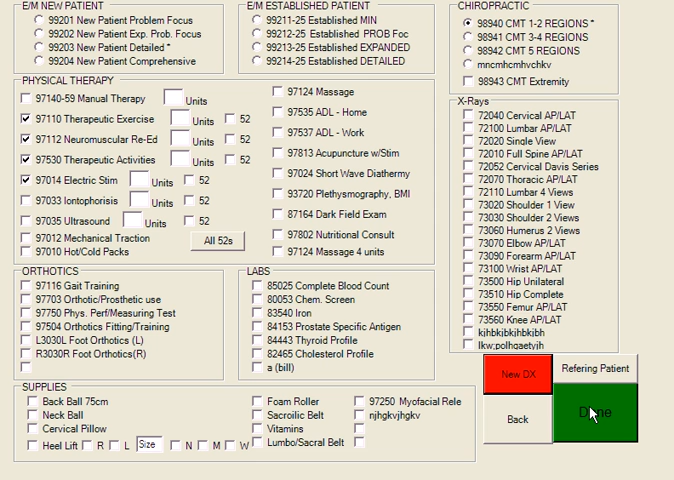 E/M NEW PATIENT
99201 New Patient Problem Focus
99202 New Patient Exp. Prob. Focus
99203 New Patient Detailed *
99204 New Patient Comprehensive
E/M ESTABLISHED PATIENT
99211-25 Established MIN
99212-25 Established PROB Foc
99213-25 Established EXPANDED
99214-25 Established DETAILED
CHIROPRACTIC
98940 CMT 1-2 REGIONS *
98941 CMT 3-4 REGIONS
98942 CMT 5 REGIONS
mncmhcmhvchkv
98943 CMT Extremity
PHYSICAL THERAPY
97140-59 Manual Therapy Units
97110 Therapeutic Exercise Units 52
97112 Neuromuscular Re-Ed Units 52
97530 Therapeutic Activities Units 52
97014 Electric Stim Units 52
97033 Iontophorisis Units 52
97035 Ultrasound Units 52
97012 Mechanical Traction
97010 Hot/Cold Packs
All 52s
97124 Massage
97535 ADL - Home
97537 ADL - Work
97813 Acupuncture w/Stim
97024 Short Wave Diathermy
93720 Plethysmography, BMI
87164 Dark Field Exam
97802 Nutritional Consult
97124 Massage 4 units
X-Rays
72040 Cervical AP/LAT
72100 Lumbar AP/LAT
72020 Single View
72010 Full Spine AP/LAT
72052 Cervical Davis Series
72070 Thoracic AP/LAT
72110 Lumbar 4 Views
73020 Shoulder 1 View
73030 Shoulder 2 Views
73060 Humerus 2 Views
73070 Elbow AP/LAT
73090 Forearm AP/LAT
73100 Wrist AP/LAT
73500 Hip Unilateral
73510 Hip Complete
73550 Femur AP/LAT
73560 Knee AP/LAT
kjhbkjbkjhbkjbh
lkw;polhqaetyjh
ORTHOTICS
97116 Gait Training
97703 Orthotic/Prosthetic use
97750 Phys. Perf/Measuring Test
97504 Orthotics Fitting/Training
L3030L Foot Orthotics (L)
R3030R Foot Orthotics(R)
LABS
85025 Complete Blood Count
80053 Chem. Screen
83540 Iron
84153 Prostate Specific Antigen
84443 Thyroid Profile
82465 Cholesterol Profile
a (bill)
SUPPLIES
Back Ball 75cm
Neck Ball
Cervical Pillow
Heel Lift R L Size N M W
Foam Roller
Sacroilic Belt
Vitamins
Lumbo/Sacral Belt
97250 Myofacial Rele
njhgkvjhgkv
New DX
Refering Patient
Back
Done